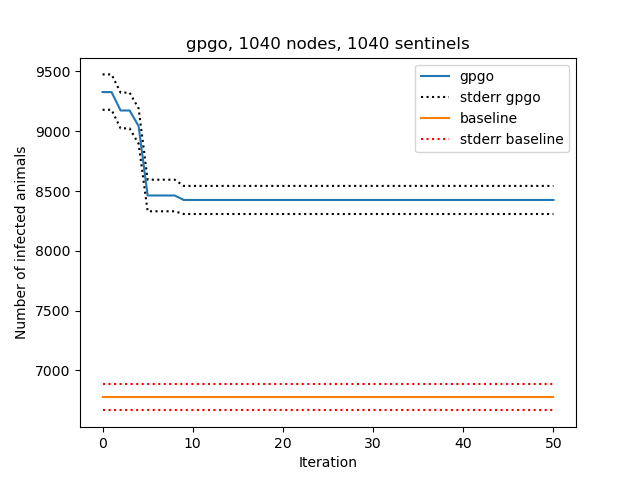 gpgo, 1040 nodes, 1040 sentinels
9500
9000
8500
8000
7500
7000
Number of infected animals
gpgo
stderr gpgo
baseline
stderr baseline
0
10
20
30
40
50
Iteration